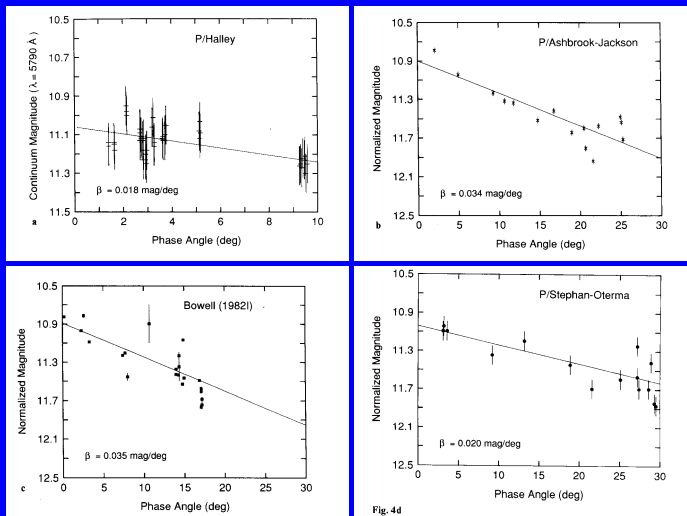 P/Halley
Continuum Magnitude ( λ = 5790 Å )
10.5
10.7
10.9
11.1
11.3
11.5
β = 0.018 mag/deg
0 2 4 6 8 10
a
Phase Angle (deg)
P/Ashbrook-Jackson
Normalized Magnitude
10.5
10.9
11.3
11.7
12.1
12.5
β = 0.034 mag/deg
0 5 10 15 20 25 30
b
Phase Angle (deg)
Bowell (1982I)
Normalized Magnitude
10.5
10.9
11.3
11.7
12.1
12.5
β = 0.035 mag/deg
0 5 10 15 20 25 30
c
Phase Angle (deg)
P/Stephan-Oterma
Normalized Magnitude
10.5
10.9
11.3
11.7
12.1
12.5
β = 0.020 mag/deg
0 5 10 15 20 25 30
Phase Angle (deg)
Fig. 4d